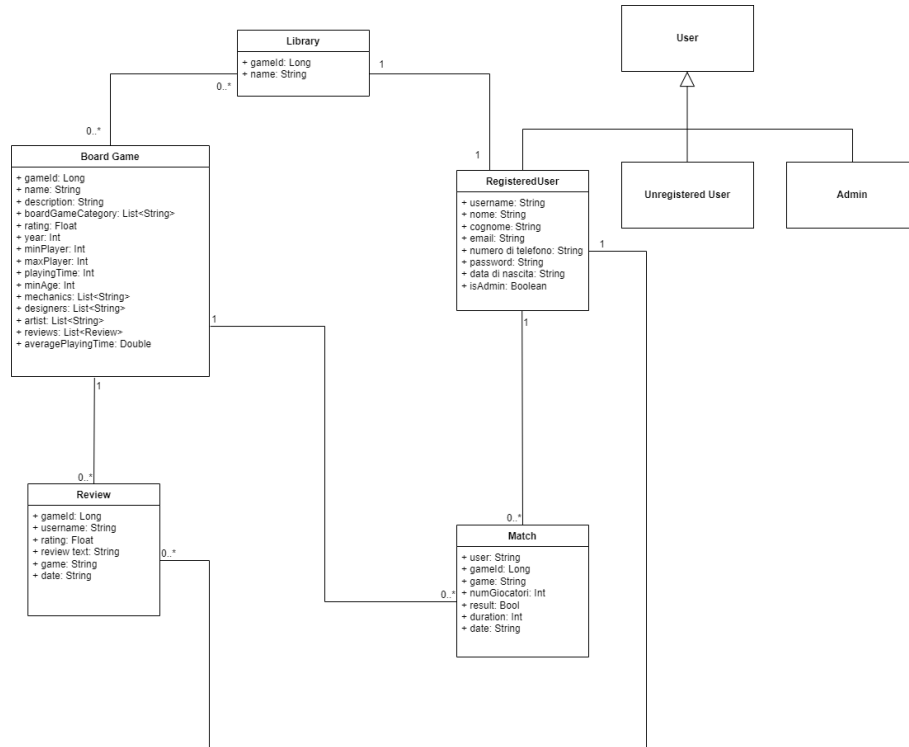 Library
+ gameId: Long
+ name: String
User
1
0..*
0..*
1
Board Game
+ gameId: Long
+ name: String
+ description: String
+ boardGameCategory: List<String>
+ rating: Float
+ year: Int
+ minPlayer: Int
+ maxPlayer: Int
+ playingTime: Int
+ minAge: Int
+ mechanics: List<String>
+ designers: List<String>
+ artist: List<String>
+ reviews: List<Review>
+ averagePlayingTime: Double
RegisteredUser
+ username: String
+ nome: String
+ cognome: String
+ email: String
+ numero di telefono: String
+ password: String
+ data di nascita: String
+ isAdmin: Boolean
Unregistered User
Admin
1
1
1
1
0..*
Review
+ gameId: Long
+ username: String
+ rating: Float
+ review text: String
+ game: String
+ date: String
0..*
0..*
Match
+ user: String
+ gameId: Long
+ game: String
+ numGiocatori: Int
+ result: Bool
+ duration: Int
+ date: String
0..*